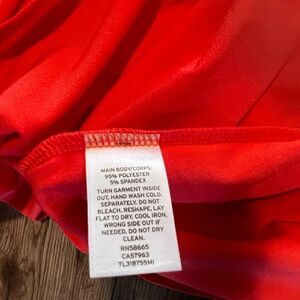 MAIN BODY/CORPS:
95% POLYESTER
5% SPANDEX
TURN GARMENT INSIDE
OUT, HAND WASH COLD.
SEPARATELY. DO NOT
BLEACH, RESHAPE, LAY
FLAT TO DRY. COOL IRON,
WRONG SIDE OUT IF
NEEDED, DO NOT DRY
CLEAN.
RN58665
CA57963
TL318755MI